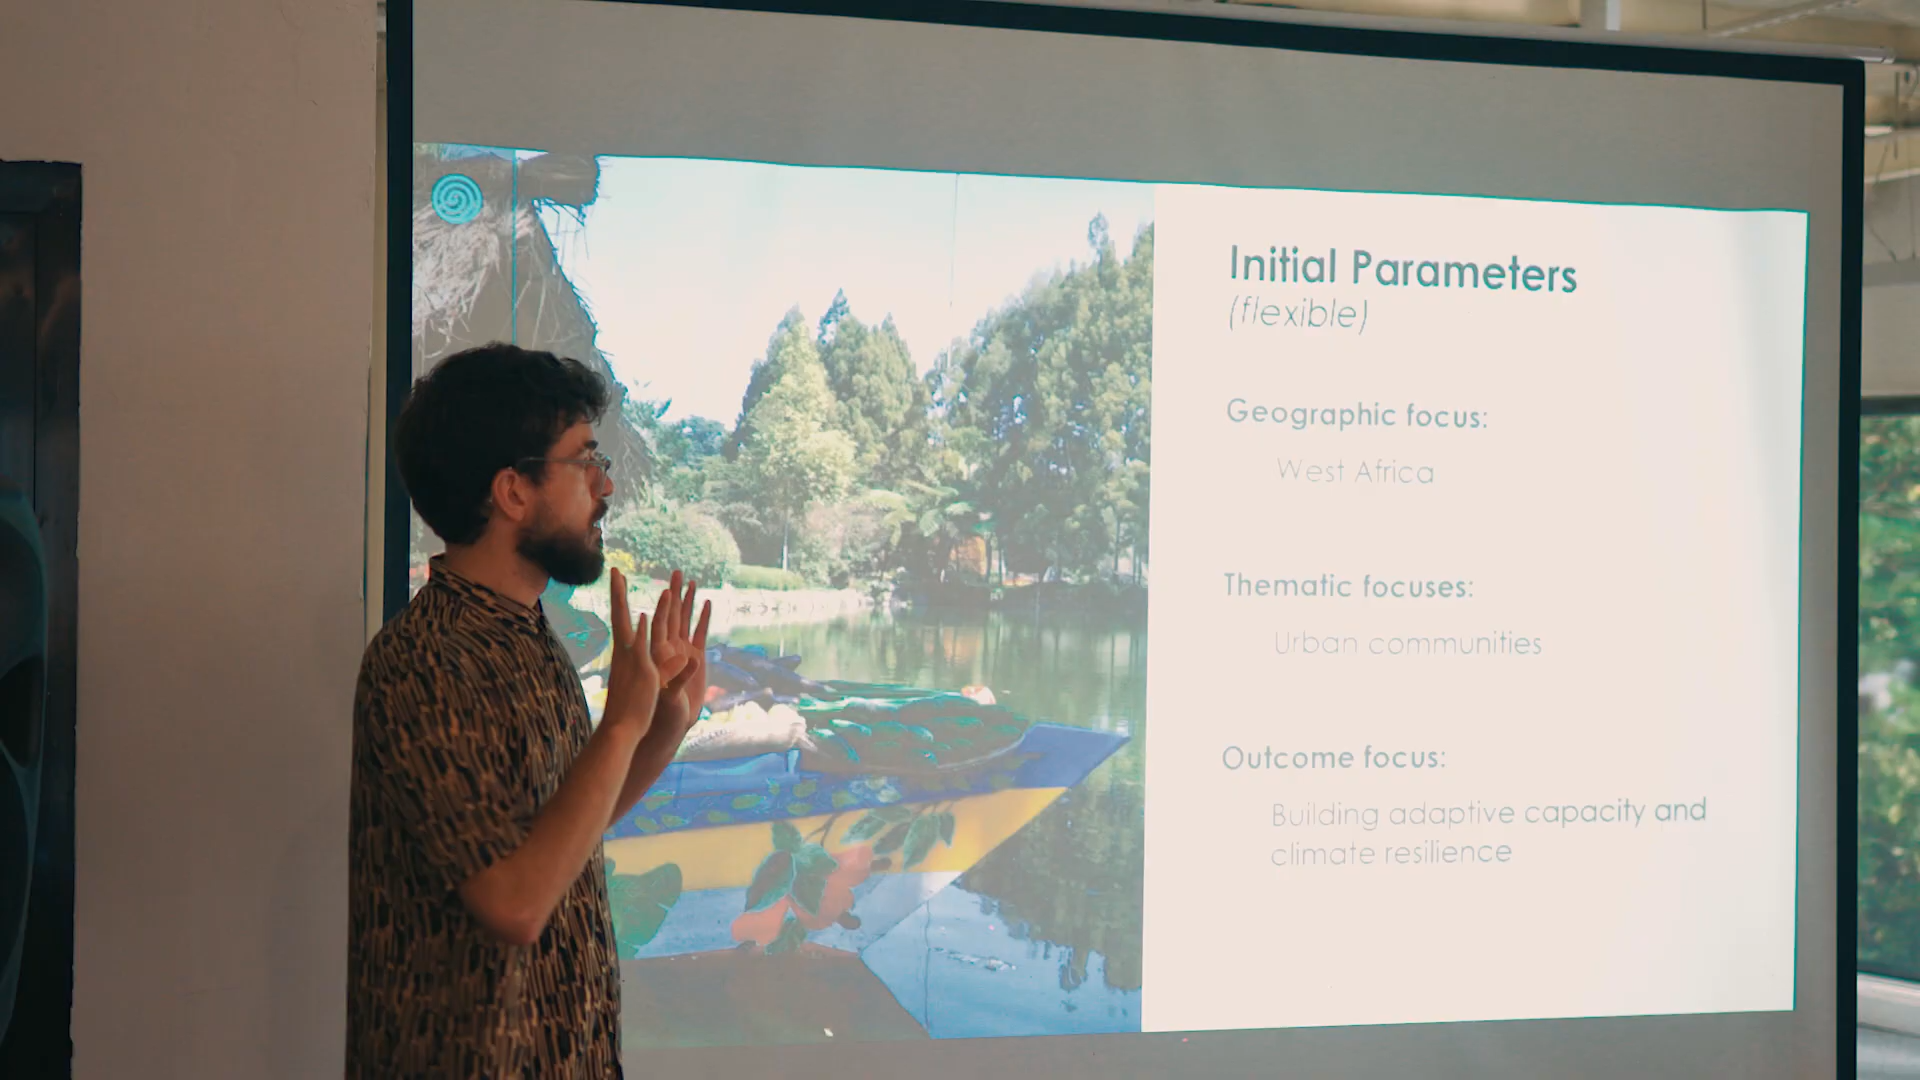 Initial Parameters
(flexible)
Geographic focus:
West Africa
Thematic focuses:
Urban communities
Outcome focus:
Building adaptive capacity and
climate resilience